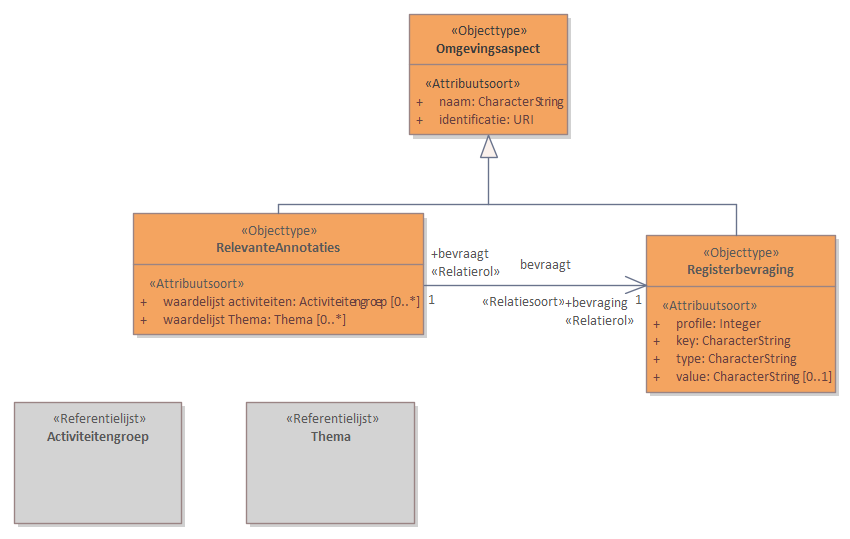 «Objecttype»
Omgevingsaspect
«Attribuutsoort»
+ naam: CharacterString
+ identificatie: URI
«Objecttype»
RelevanteAnnotaties
«Attribuutsoort»
+ waardelijst activiteiten: Activiteitengroep [0..*]
+ waardelijst Thema: Thema [0..*]
+bevraagt
«Relatierol»
1
bevraagt
«Relatiesoort»
+bevraging
«Relatierol»
1
«Objecttype»
Registerbevraging
«Attribuutsoort»
+ profile: Integer
+ key: CharacterString
+ type: CharacterString
+ value: CharacterString [0..1]
«Referentielijst»
Activiteitengroep
«Referentielijst»
Thema